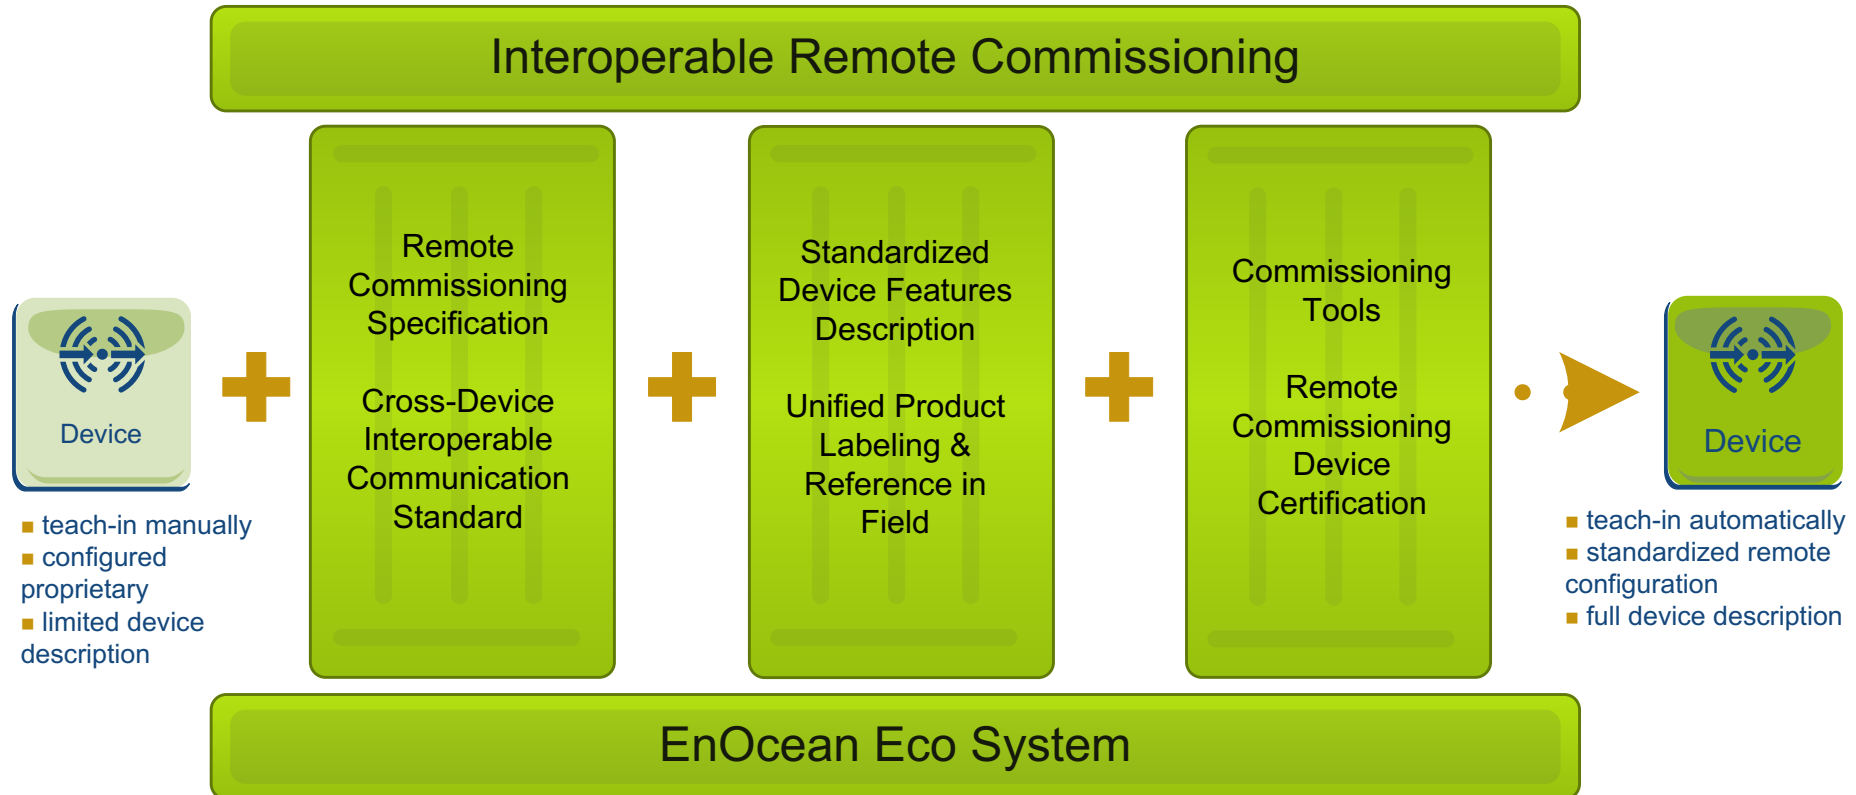 Interoperable Remote Commissioning
Device
■ teach-in manually
■ configured
proprietary
■ limited device
description
Remote
Commissioning
Specification
Cross-Device
Interoperable
Communication
Standard
Standardized
Device Features
Description
Unified Product
Labeling &
Reference in
Field
Commissioning
Tools
Remote
Commissioning
Device
Certification
Device
■ teach-in automatically
■ standardized remote
configuration
■ full device description
EnOcean Eco System